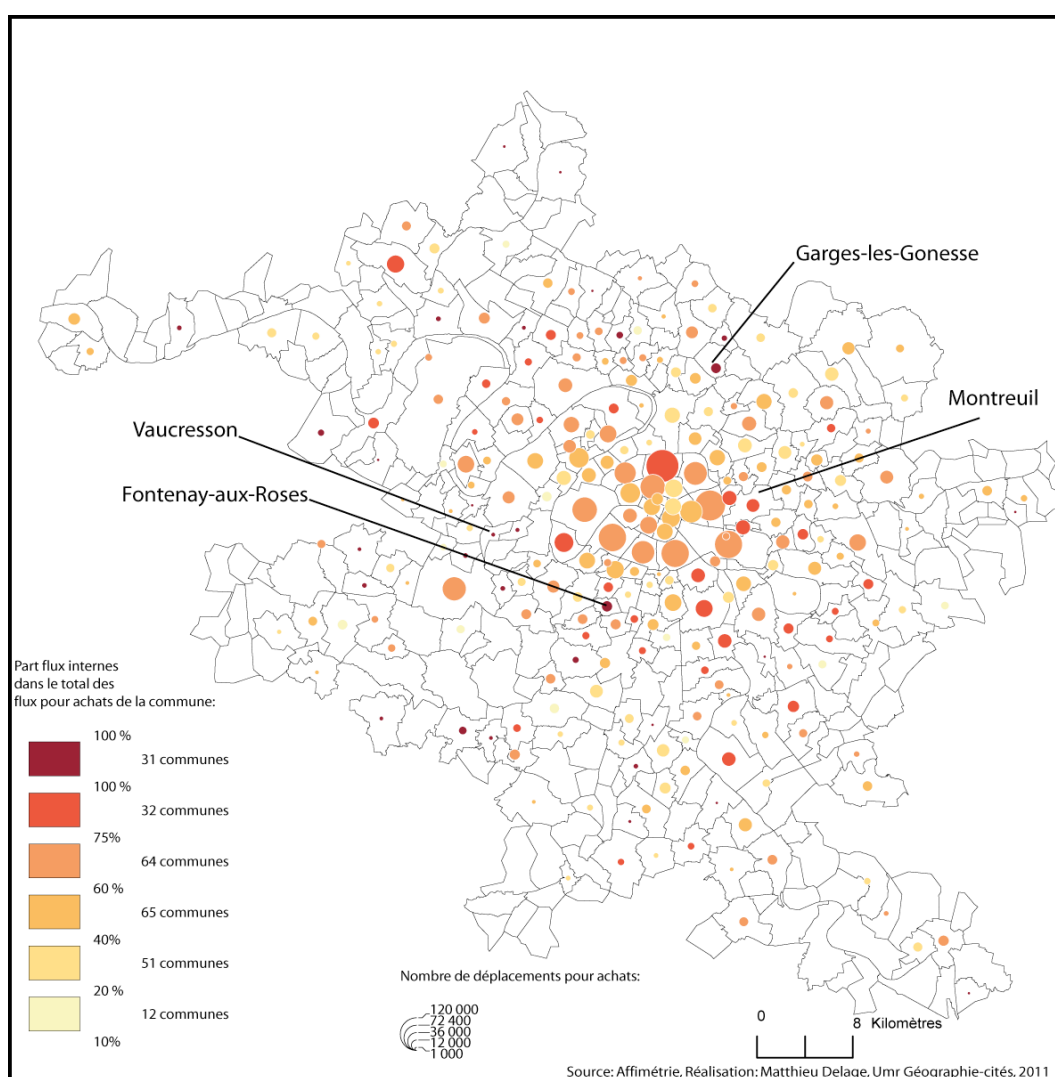 Garges-les-Gonesse
Montreuil
Vaucresson
Fontenay-aux-Roses
Part flux internes
dans le total des
flux pour achats de la commune:
100 %
31 communes
100 %
32 communes
75%
64 communes
60 %
65 communes
40%
51 communes
20 %
12 communes
10%
Nombre de déplacements pour achats:
120 000
72 400
36 000
12 000
1 000
0 8 Kilomètres
Source: Affimétrie, Réalisation: Matthieu Delage, Umr Géographie-cités, 2011